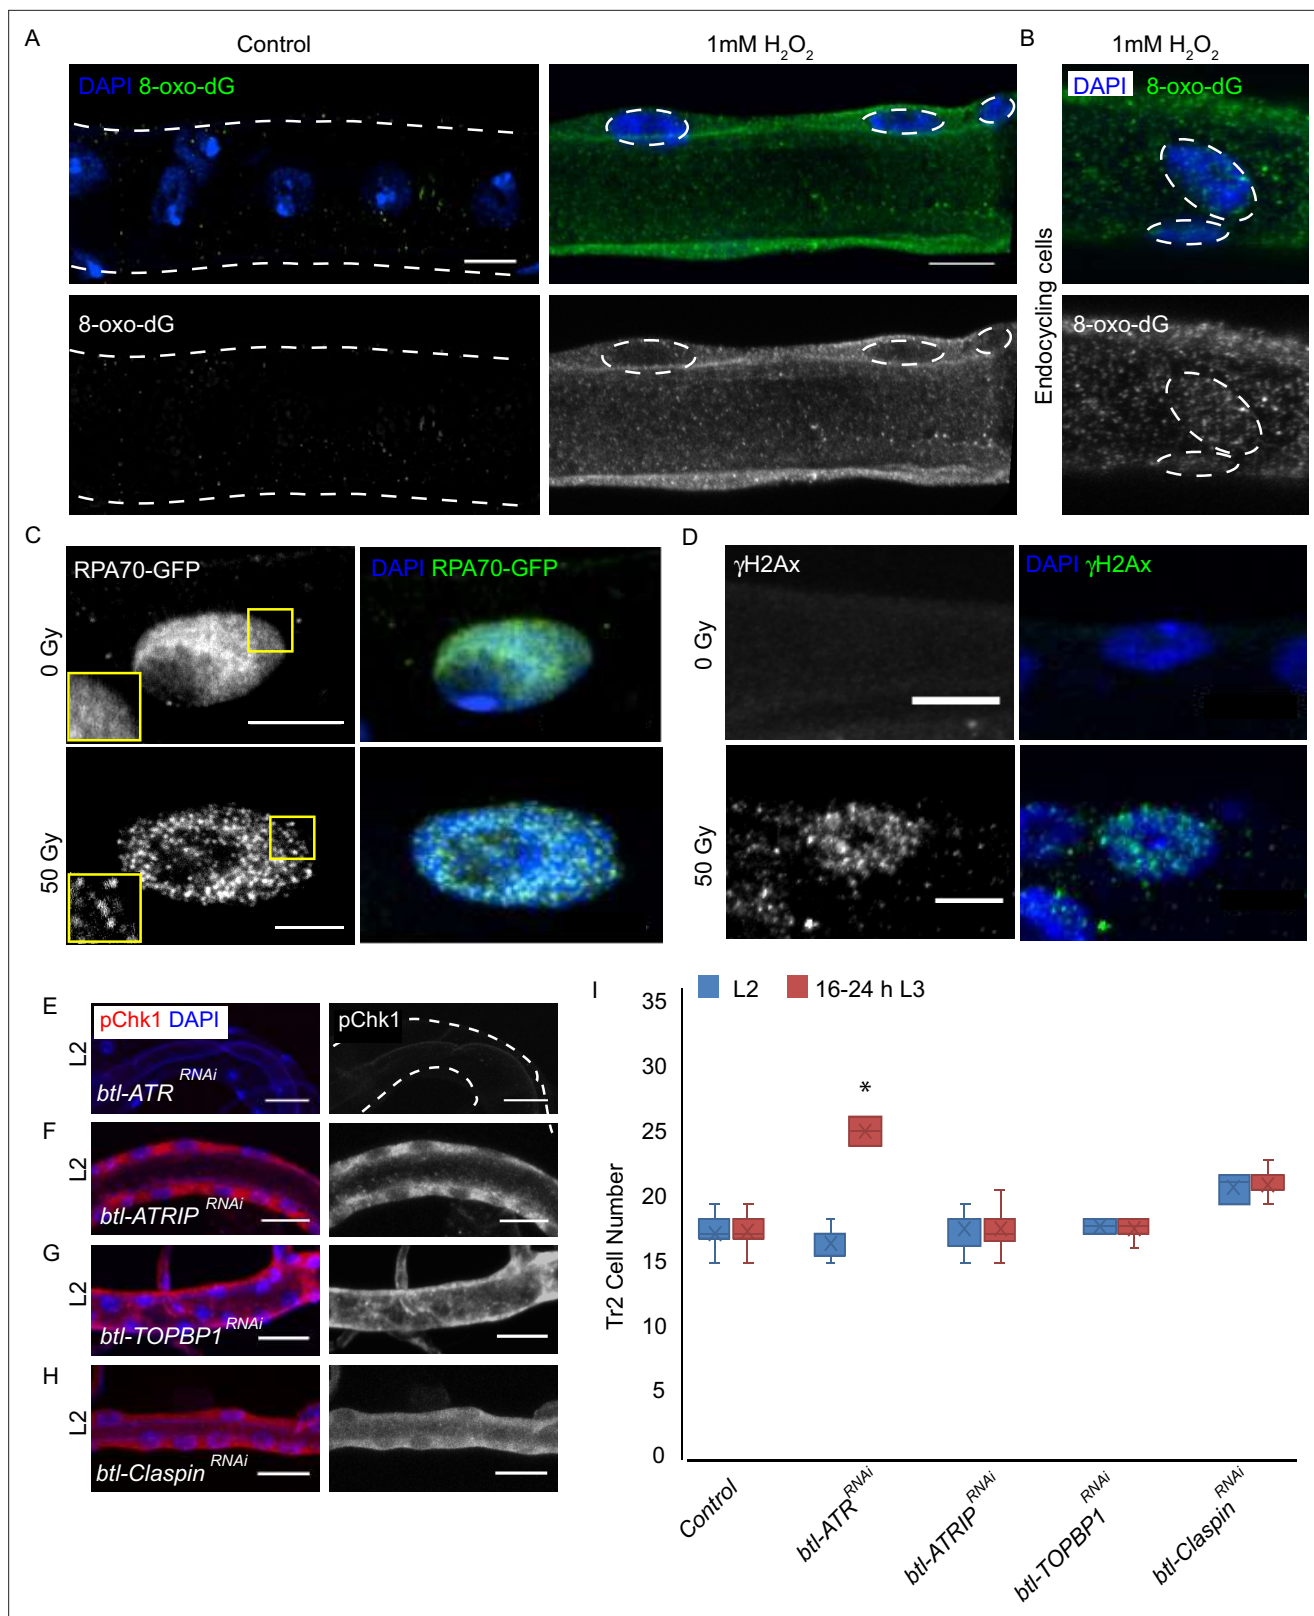 A
Control
1mM H2O2
B
1mM H2O2
DAPI 8-oxo-dG
DAPI 8-oxo-dG
8-oxo-dG
8-oxo-dG
Endocycling cells
C
RPA70-GFP
DAPI RPA70-GFP
0 Gy
50 Gy
D
γH2Ax
DAPI γH2Ax
0 Gy
50 Gy
E
L2
pChk1 DAPI
btl-ATR RNAi
pChk1
F
L2
btl-ATRIP RNAi
G
L2
btl-TOPBP1 RNAi
H
L2
btl-Claspin RNAi
I
L2
16-24 h L3
Tr2 Cell Number
35
30
25
20
15
10
5
0
*
Control
btl-ATR RNAi
btl-ATRIP RNAi
btl-TOPBP1 RNAi
btl-Claspin RNAi